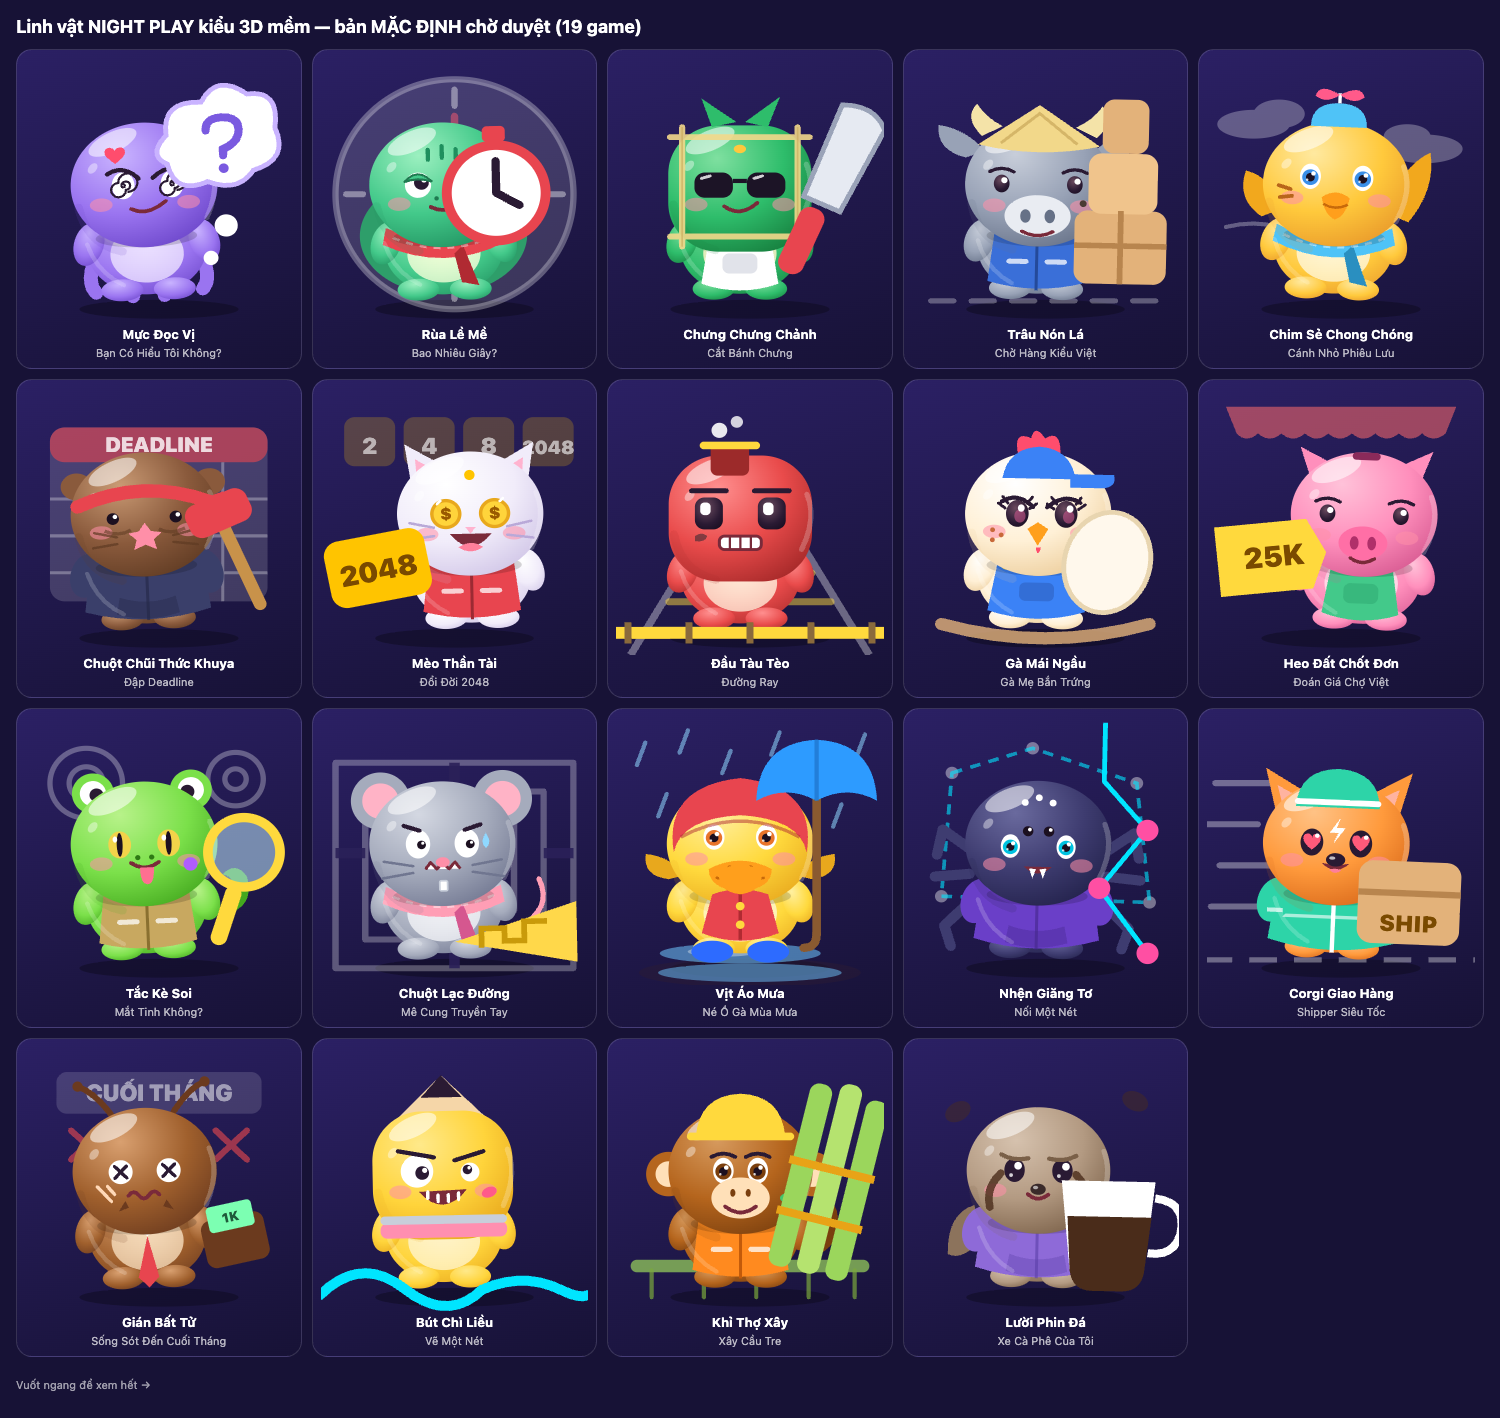 Linh vật NIGHT PLAY kiểu 3D mềm — bản MẶC ĐỊNH chờ duyệt (19 game)
?
Mực Đọc Vị
Bạn Có Hiểu Tôi Không?
Rùa Lề Mề
Bao Nhiêu Giây?
Chưng Chưng Chảnh
Cắt Bánh Chưng
Trâu Nón Lá
Chở Hàng Kiểu Việt
Chim Sẻ Chong Chóng
Cánh Nhỏ Phiêu Lưu
DEADLINE
Chuột Chũi Thức Khuya
Đập Deadline
2 4 8 2048
$ $
2048
Mèo Thần Tài
Đổi Đời 2048
Đầu Tàu Tèo
Đường Ray
Gà Mái Ngầu
Gà Mẹ Bắn Trứng
25K
Heo Đất Chốt Đơn
Đoán Giá Chợ Việt
Tắc Kè Soi
Mắt Tinh Không?
Chuột Lạc Đường
Mê Cung Truyền Tay
Vịt Áo Mưa
Né Ổ Gà Mùa Mưa
Nhện Giăng Tơ
Nối Một Nét
SHIP
Corgi Giao Hàng
Shipper Siêu Tốc
CUỐI THÁNG
1K
Gián Bất Tử
Sống Sót Đến Cuối Tháng
Bút Chì Liều
Vẽ Một Nét
Khỉ Thợ Xây
Xây Cầu Tre
Lười Phin Đá
Xe Cà Phê Của Tôi
Vuốt ngang để xem hết →